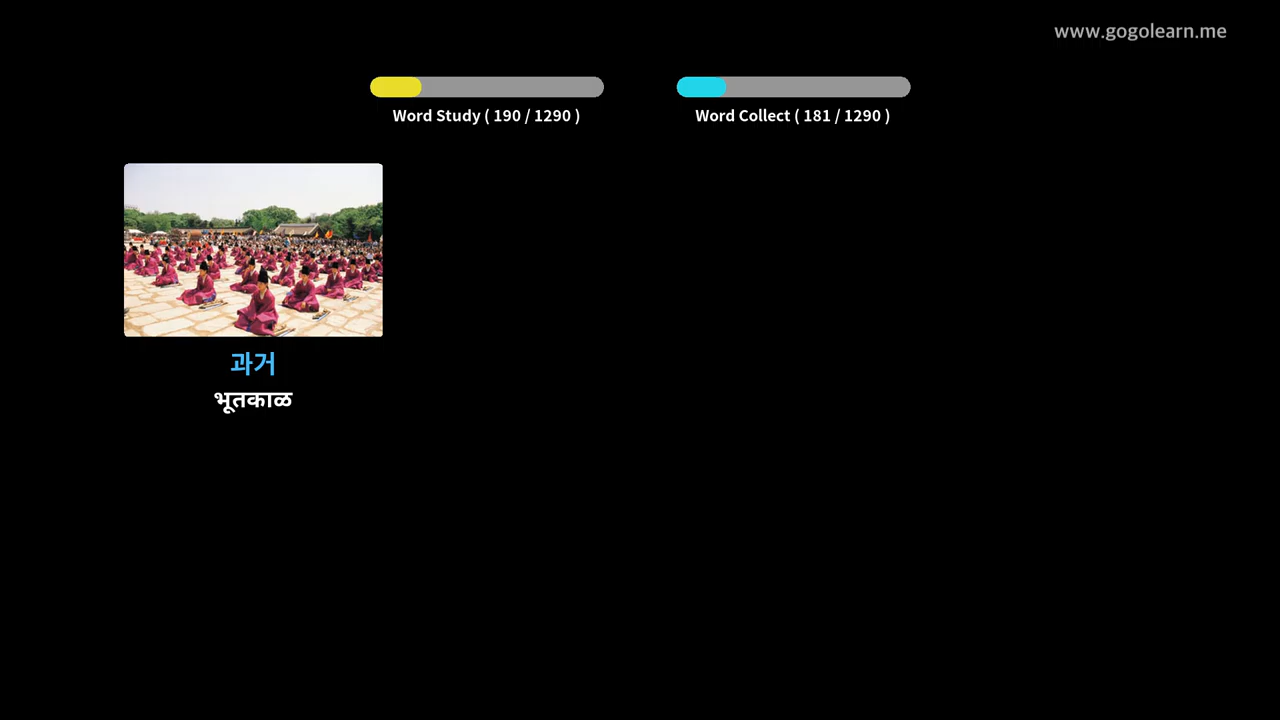 www.gogolearn.me
Word Study ( 190 / 1290 )
Word Collect ( 181 / 1290 )
과거
भूतकाळ